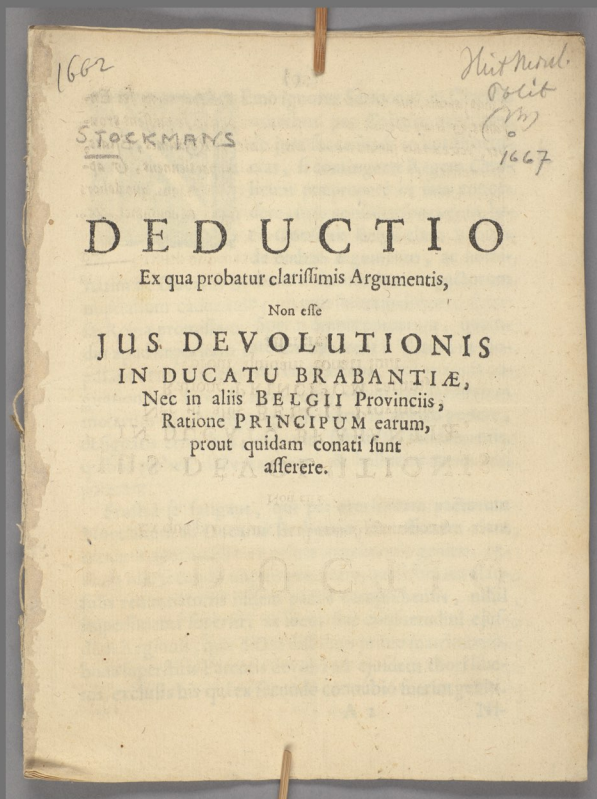 1662
STOCKMANS
Polit
1667
DEDUCTIO
Ex qua probatur clariſſimis Argumentis,
Non eſſe
JUS DEVOLUTIONIS
IN DUCATU BRABANTIÆ,
Nec in aliis BELGII Provinciis,
Ratione PRINCIPUM earum,
prout quidam conati ſunt
aſſerere.